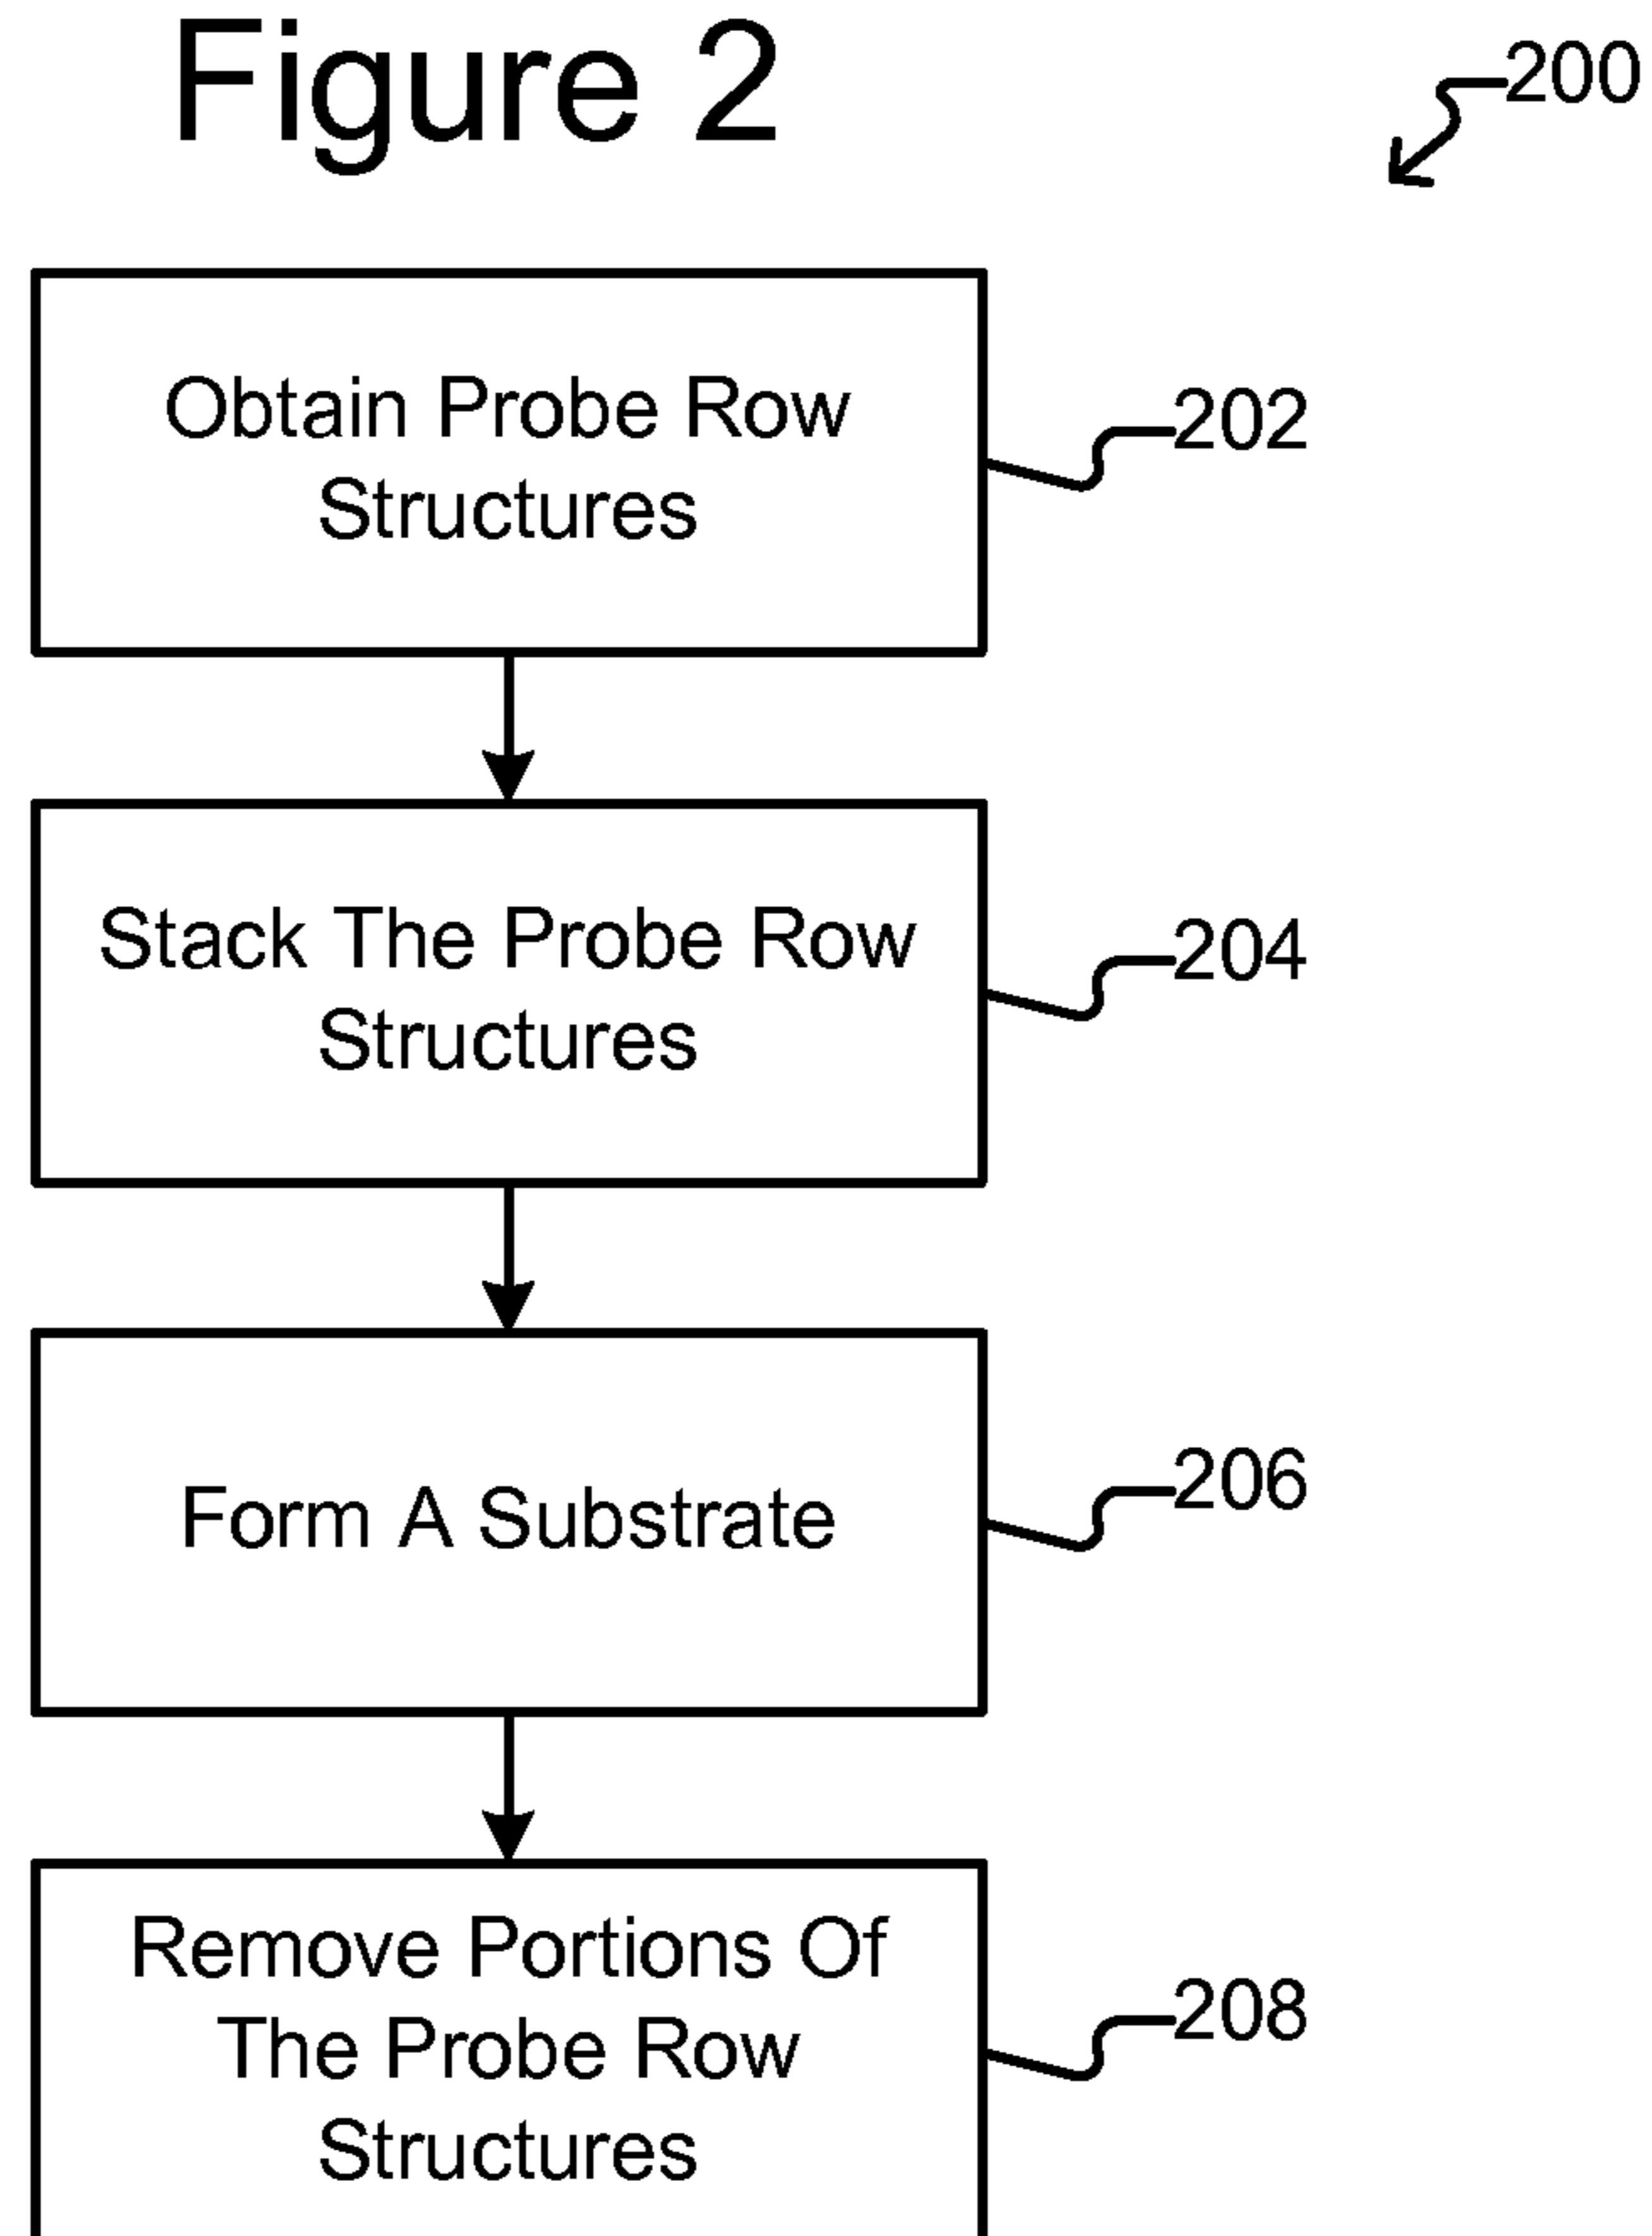 Figure 2
200
Obtain Probe Row
Structures
202
Stack The Probe Row
Structures
204
Form A Substrate
206
Remove Portions Of
The Probe Row
Structures
208